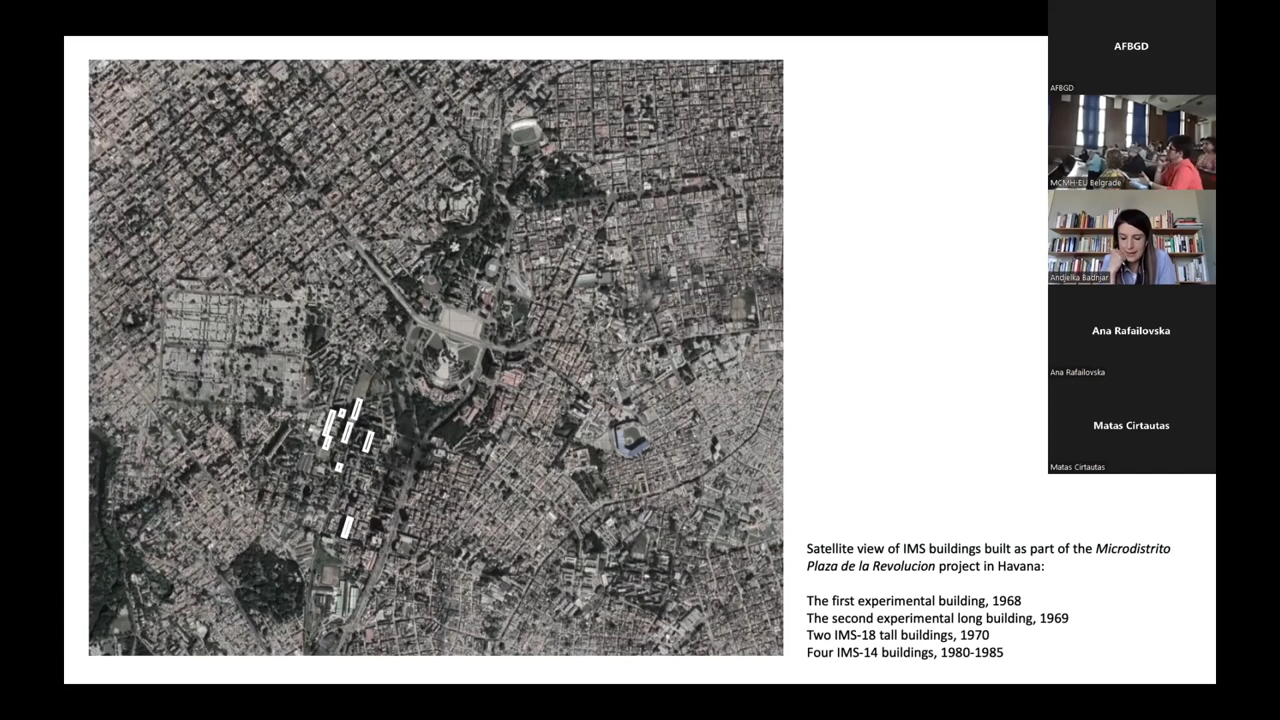 AFBGD
AFBGD
MCMH-EU Belgrade
Andjelka Badnjar
Ana Rafailovska
Ana Rafailovska
Matas Cirtautas
Matas Cirtautas
Satellite view of IMS buildings built as part of the Microdistrito
Plaza de la Revolucion project in Havana:
The first experimental building, 1968
The second experimental long building, 1969
Two IMS-18 tall buildings, 1970
Four IMS-14 buildings, 1980-1985